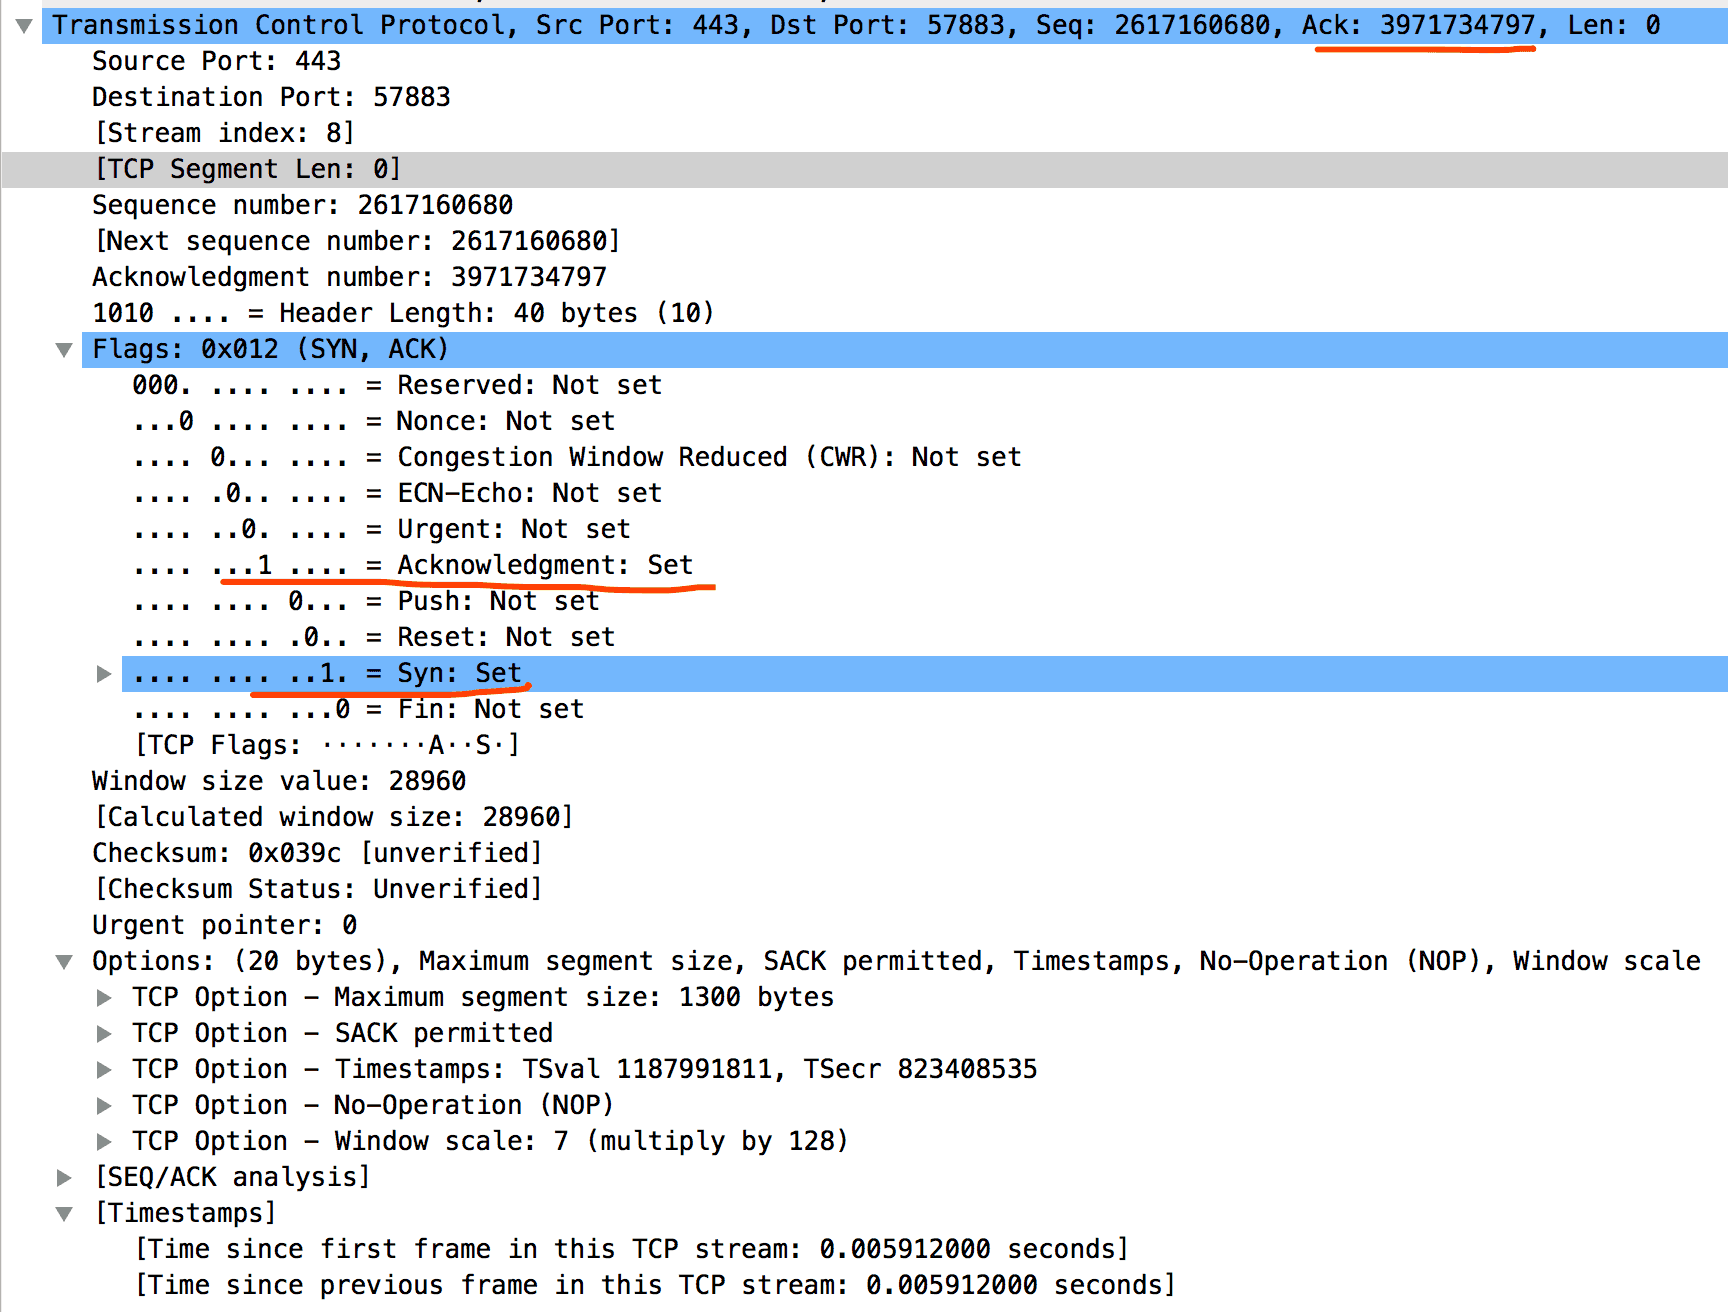 Transmission Control Protocol, Src Port: 443, Dst Port: 57883, Seq: 2617160680, Ack: 3971734797, Len: 0
Source Port: 443
Destination Port: 57883
[Stream index: 8]
[TCP Segment Len: 0]
Sequence number: 2617160680
[Next sequence number: 2617160680]
Acknowledgment number: 3971734797
1010 .... = Header Length: 40 bytes (10)
Flags: 0x012 (SYN, ACK)
000. .... .... = Reserved: Not set
...0 .... .... = Nonce: Not set
.... 0... .... = Congestion Window Reduced (CWR): Not set
.... .0.. .... = ECN-Echo: Not set
.... ..0. .... = Urgent: Not set
.... ...1 .... = Acknowledgment: Set
.... .... 0... = Push: Not set
.... .... .0.. = Reset: Not set
.... .... ..1. = Syn: Set
.... .... ...0 = Fin: Not set
[TCP Flags: ·······A··S·]
Window size value: 28960
[Calculated window size: 28960]
Checksum: 0x039c [unverified]
[Checksum Status: Unverified]
Urgent pointer: 0
Options: (20 bytes), Maximum segment size, SACK permitted, Timestamps, No-Operation (NOP), Window scale
TCP Option - Maximum segment size: 1300 bytes
TCP Option - SACK permitted
TCP Option - Timestamps: TSval 1187991811, TSecr 823408535
TCP Option - No-Operation (NOP)
TCP Option - Window scale: 7 (multiply by 128)
[SEQ/ACK analysis]
[Timestamps]
[Time since first frame in this TCP stream: 0.005912000 seconds]
[Time since previous frame in this TCP stream: 0.005912000 seconds]